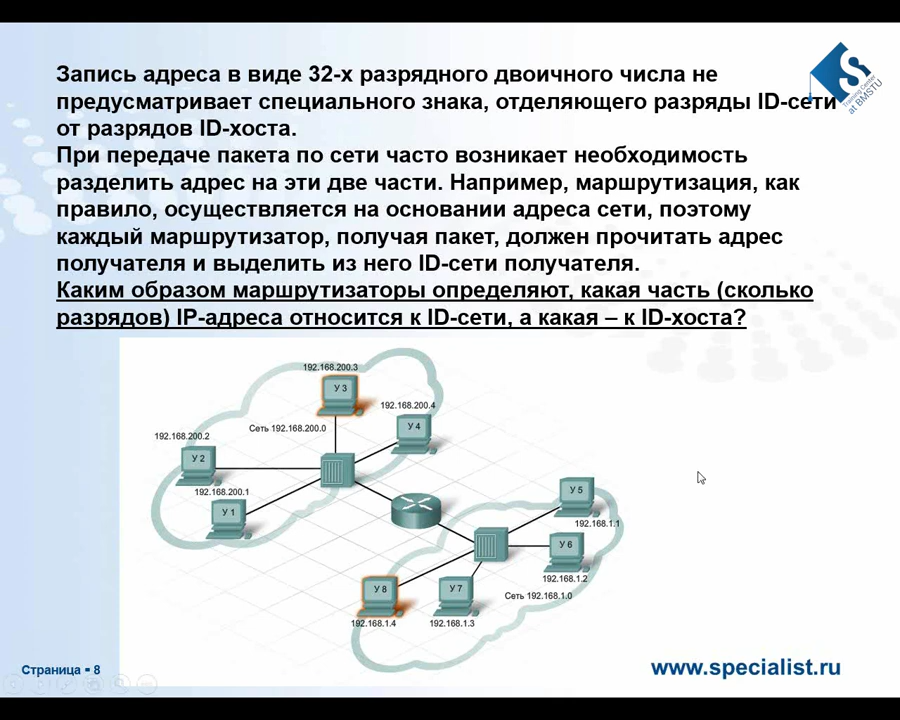 Запись адреса в виде 32-х разрядного двоичного числа не
предусматривает специального знака, отделяющего разряды ID-сети
от разрядов ID-хоста.
При передаче пакета по сети часто возникает необходимость
разделить адрес на эти две части. Например, маршрутизация, как
правило, осуществляется на основании адреса сети, поэтому
каждый маршрутизатор, получая пакет, должен прочитать адрес
получателя и выделить из него ID-сети получателя.
Каким образом маршрутизаторы определяют, какая часть (сколько
разрядов) IP-адреса относится к ID-сети, а какая – к ID-хоста?
Training Center
at BMSTU
192.168.200.3
У 3
192.168.200.4
Сеть 192.168.200.0
У 4
192.168.200.2
У 2
192.168.200.1
У 1
У 5
192.168.1.1
У 6
192.168.1.2
У 8
У 7
Сеть 192.168.1.0
192.168.1.4
192.168.1.3
Страница ▪ 8
www.specialist.ru